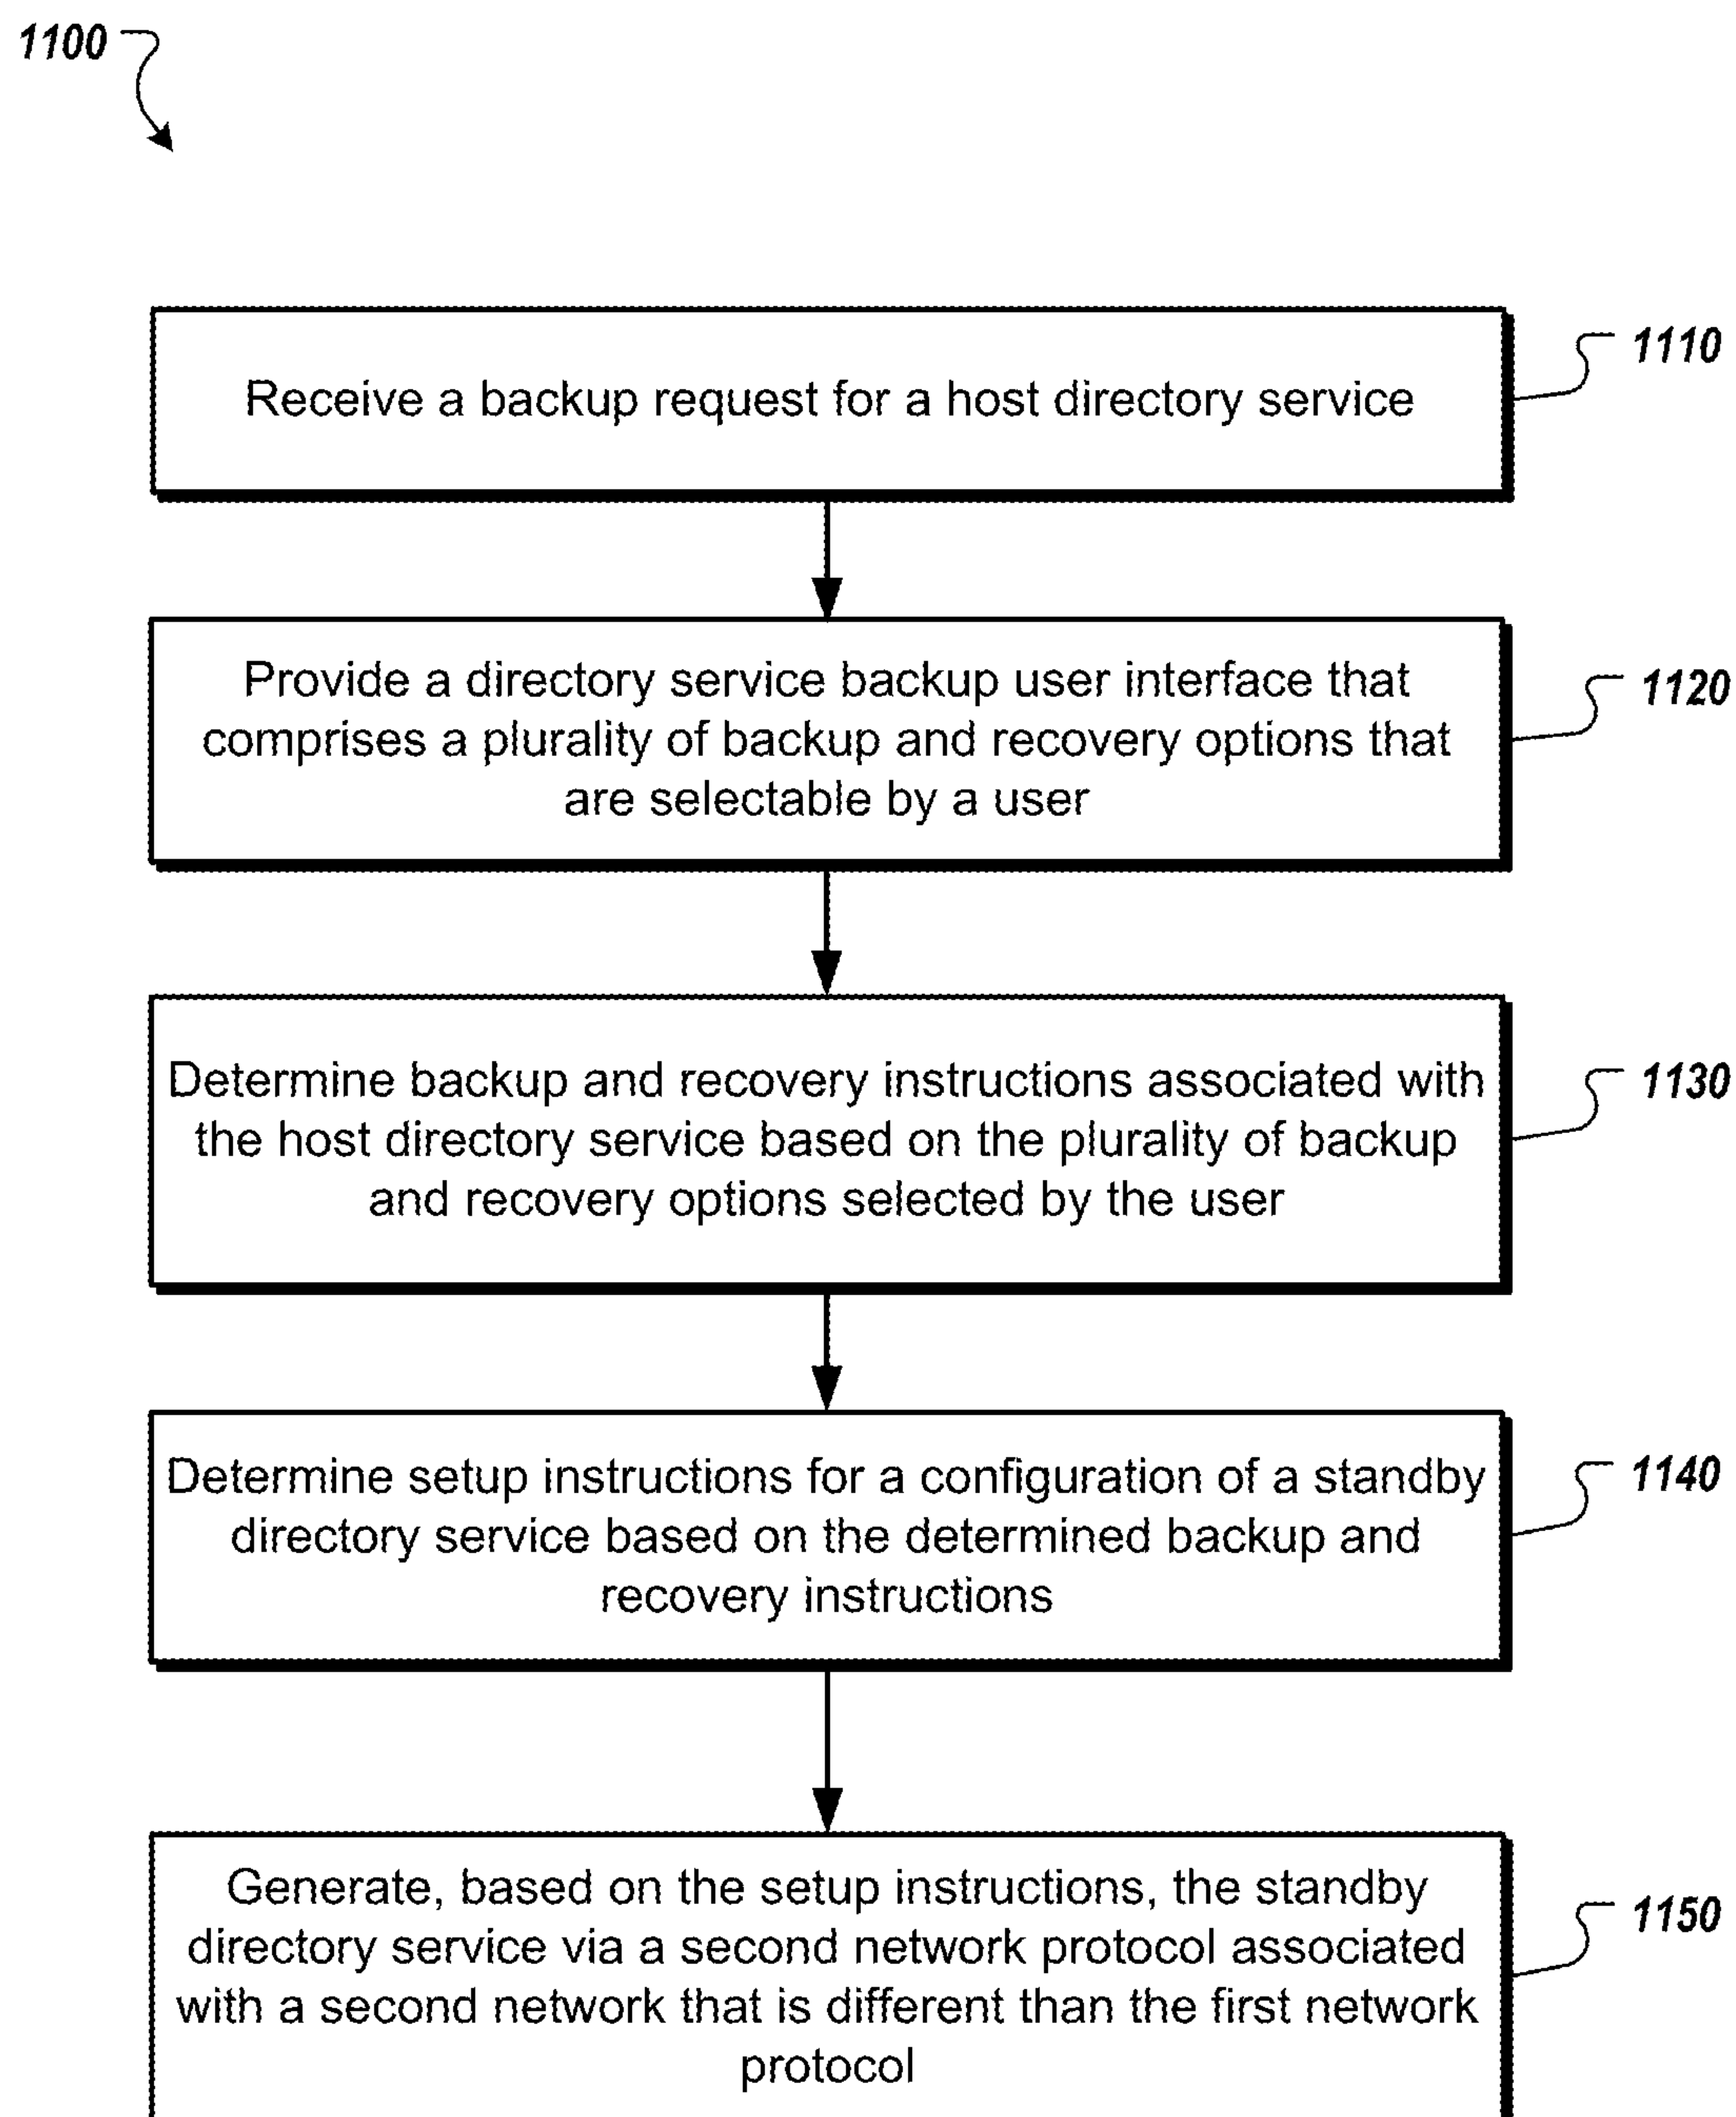 1100
Receive a backup request for a host directory service
1110
Provide a directory service backup user interface that
comprises a plurality of backup and recovery options that
are selectable by a user
1120
Determine backup and recovery instructions associated with
the host directory service based on the plurality of backup
and recovery options selected by the user
1130
Determine setup instructions for a configuration of a standby
directory service based on the determined backup and
recovery instructions
1140
Generate, based on the setup instructions, the standby
directory service via a second network protocol associated
with a second network that is different than the first network
protocol
1150